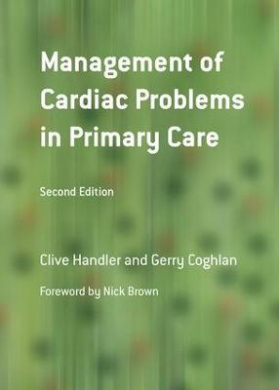 Management of
Cardiac Problems
in Primary Care
Second Edition
Clive Handler and Gerry Coghlan
Foreword by Nick Brown